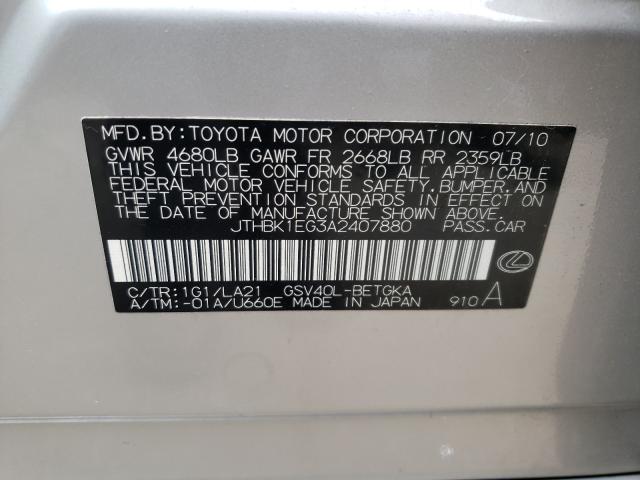 MFD.BY:TOYOTA MOTOR CORPORATION 07/10
GVWR 4680LB GAWR FR 2668LB RR 2359LB
THIS VEHICLE CONFORMS TO ALL APPLICABLE
FEDERAL MOTOR VEHICLE SAFETY,BUMPER,AND
THEFT PREVENTION STANDARDS IN EFFECT ON
THE DATE OF MANUFACTURE SHOWN ABOVE.
JTHBK1EG3A2407880 PASS.CAR
C/TR:1G1/LA21 GSV40L-BETGKA
A/TM:-01A/U660E MADE IN JAPAN 910 A